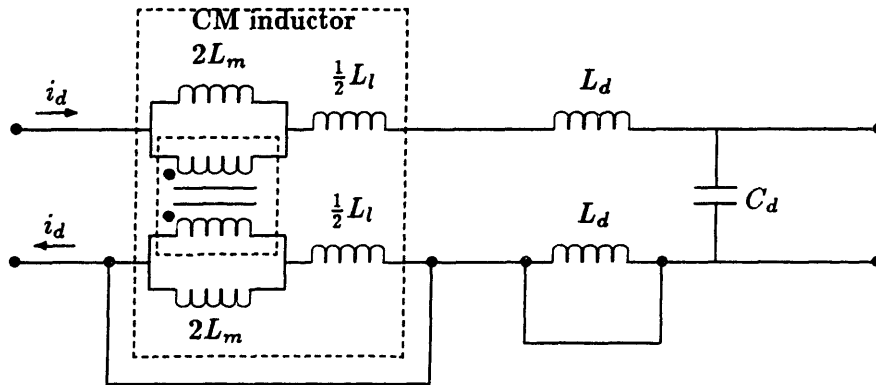 CM inductor
2L_m
½L_l
L_d
i_d
C_d
½L_l
L_d
i_d
2L_m